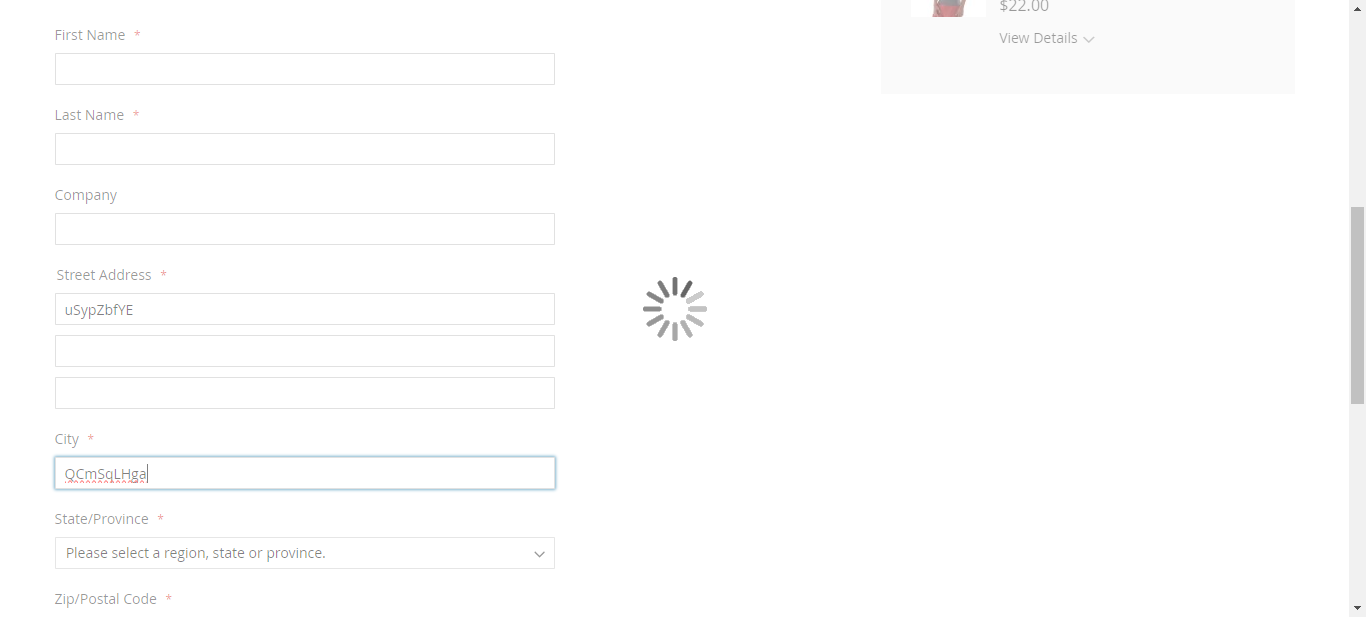 First Name *
Last Name *
Company
Street Address *
uSypZbfYE
City *
QCmSqLHga
State/Province *
Please select a region, state or province.
Zip/Postal Code *
$22.00
View Details